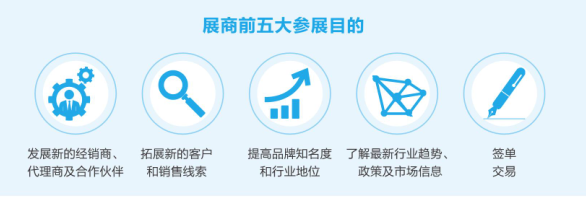 展商前五大参展目的
发展新的经销商、
代理商及合作伙伴
拓展新的客户
和销售线索
提高品牌知名度
和行业地位
了解最新行业趋势、
政策及市场信息
签单
交易